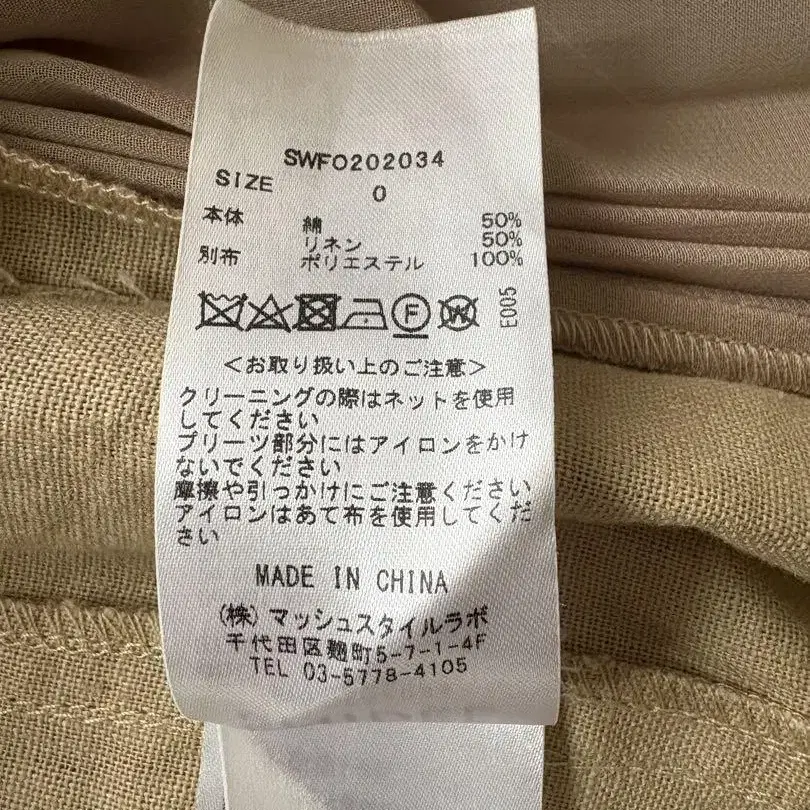 SWFO202034
SIZE 0
本体 綿 50%
リネン 50%
別布 ポリエステル 100%
F W E005
<お取り扱い上のご注意>
クリーニングの際はネットを使用
してください
プリーツ部分にはアイロンをかけ
ないでください
摩擦や引っかけにご注意ください
アイロンはあて布を使用してくだ
さい
MADE IN CHINA
(株)マッシュスタイルラボ
千代田区麹町5-7-1-4F
TEL 03-5778-4105